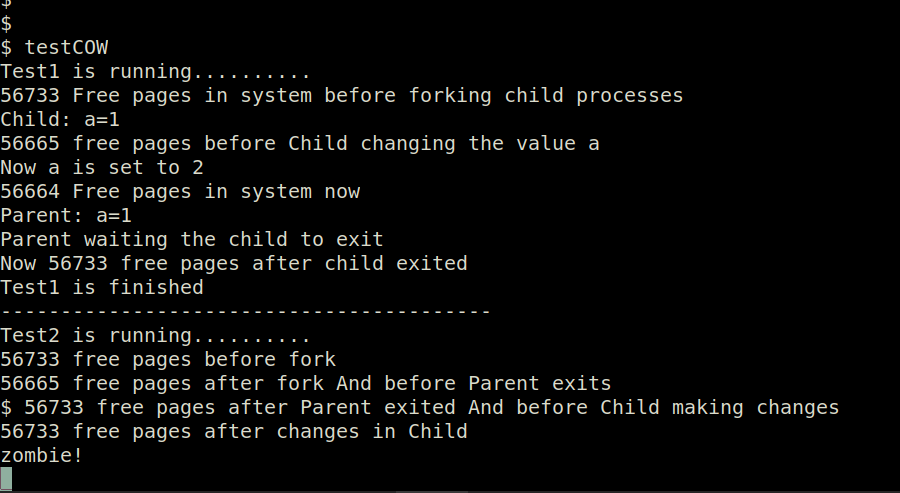 $
$
$ testCOW
Test1 is running..........
56733 Free pages in system before forking child processes
Child: a=1
56665 free pages before Child changing the value a
Now a is set to 2
56664 Free pages in system now
Parent: a=1
Parent waiting the child to exit
Now 56733 free pages after child exited
Test1 is finished
-----------------------------------------
Test2 is running..........
56733 free pages before fork
56665 free pages after fork And before Parent exits
$ 56733 free pages after Parent exited And before Child making changes
56733 free pages after changes in Child
zombie!